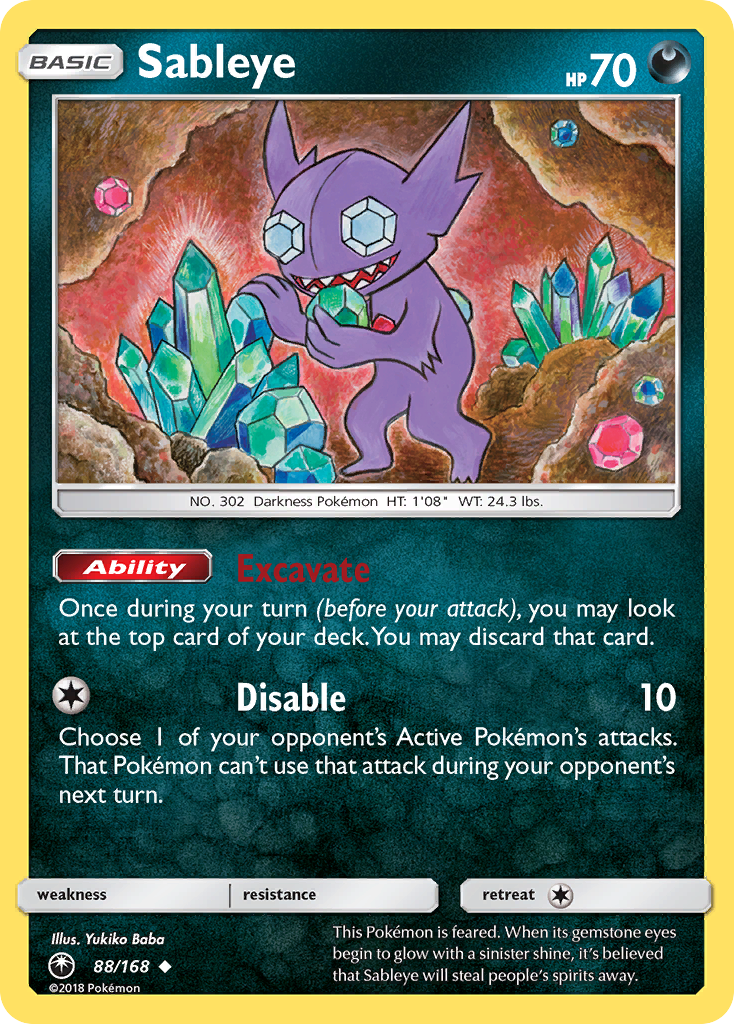 BASIC Sableye HP 70
NO. 302 Darkness Pokémon HT: 1'08" WT: 24.3 lbs.
Ability Excavate
Once during your turn (before your attack), you may look
at the top card of your deck. You may discard that card.
Disable 10
Choose 1 of your opponent's Active Pokémon's attacks.
That Pokémon can't use that attack during your opponent's
next turn.
weakness resistance retreat
Illus. Yukiko Baba
88/168
©2018 Pokémon
This Pokémon is feared. When its gemstone eyes
begin to glow with a sinister shine, it's believed
that Sableye will steal people's spirits away.